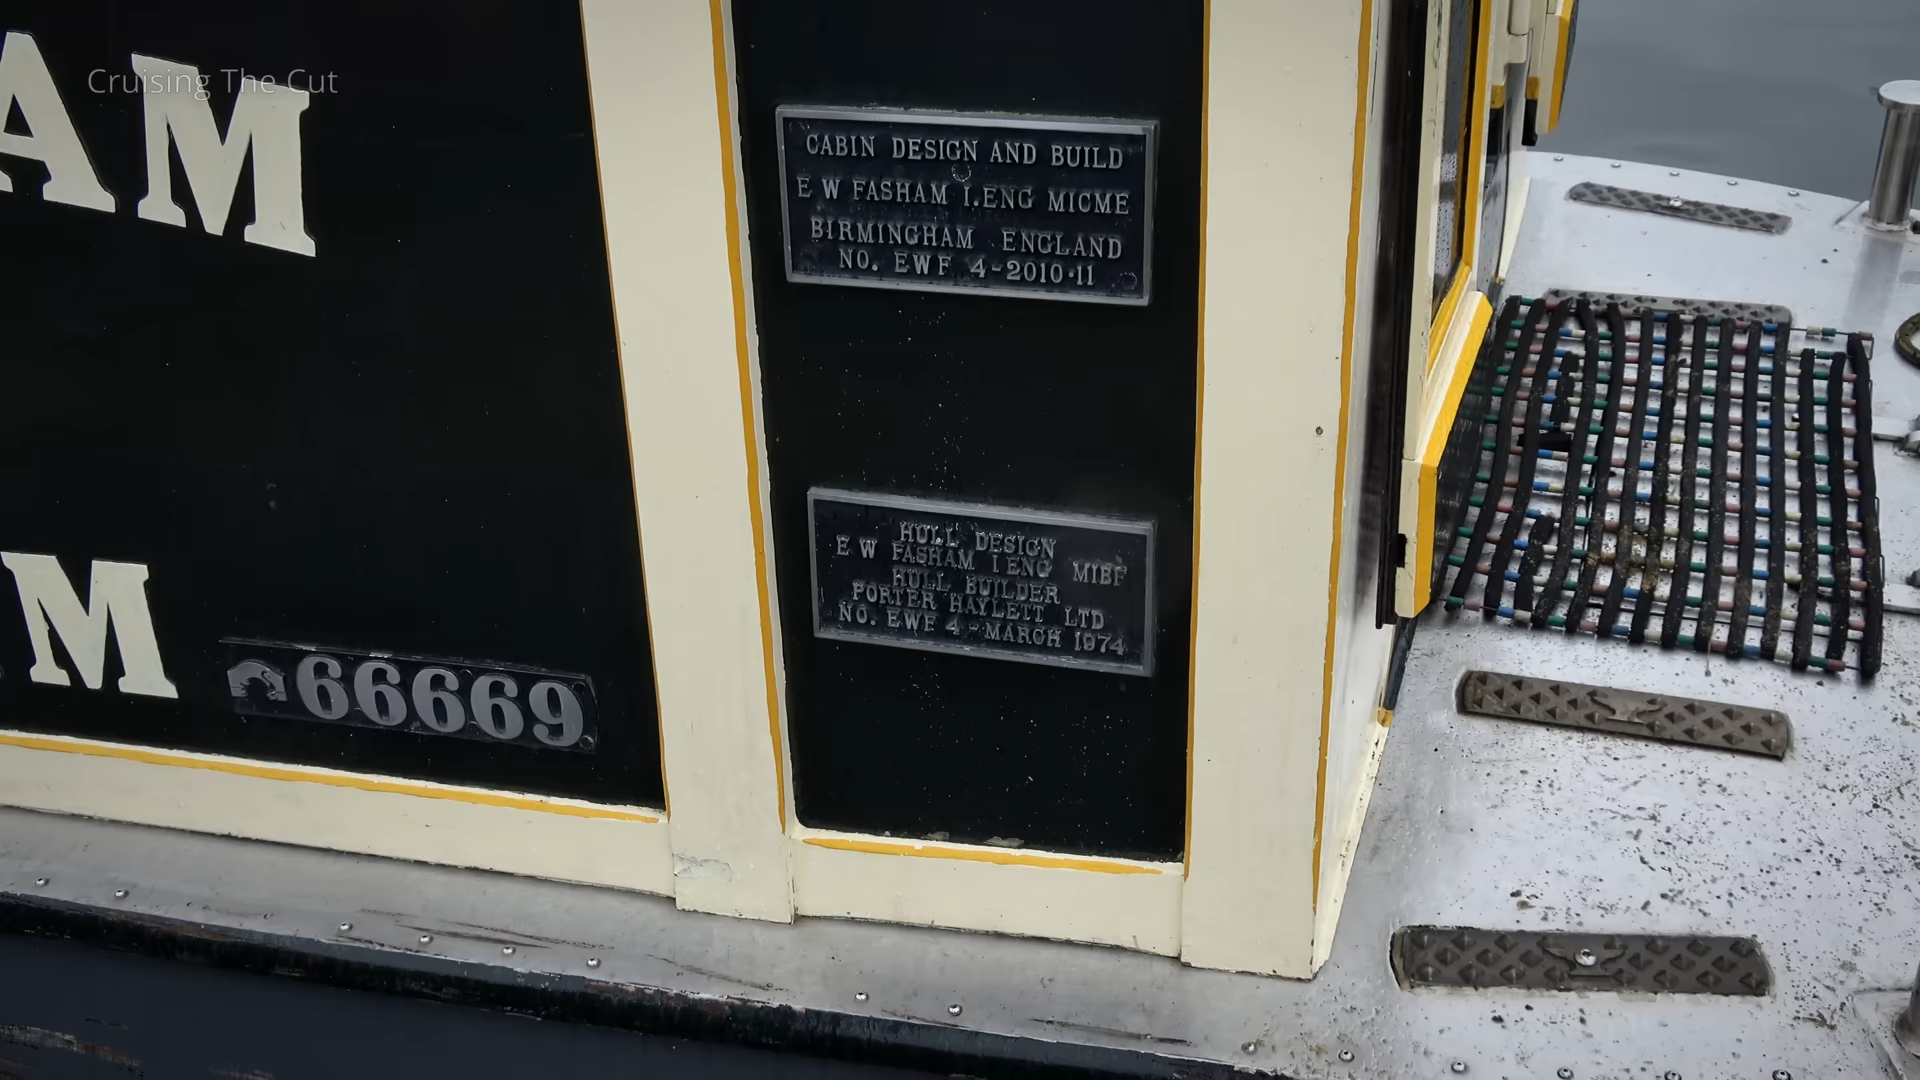 Cruising The Cut
AM
CABIN DESIGN AND BUILD
E W FASHAM I.ENG MICME
BIRMINGHAM ENGLAND
NO. EWF 4-2010·11
HULL DESIGN
E W FASHAM I ENG MIBF
HULL BUILDER
PORTER HAYLETT LTD
NO. EWF 4 - MARCH 1974
M
66669